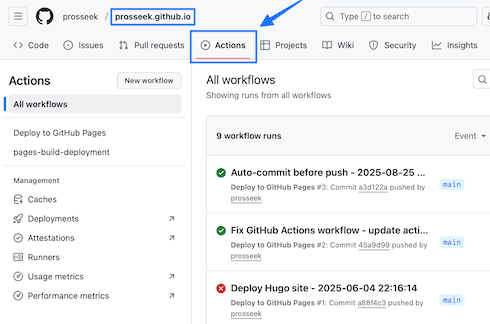 prosseek / prosseek.github.io
Type / to search
Code Issues Pull requests Actions Projects Wiki Security Insights
Actions
New workflow
All workflows
Deploy to GitHub Pages
pages-build-deployment
Management
Caches
Deployments
Attestations
Runners
Usage metrics
Performance metrics
All workflows
Showing runs from all workflows
9 workflow runs
Event
Auto-commit before push - 2025-08-25 ...
Deploy to GitHub Pages #3: Commit a3d122a pushed by
prosseek
main
Fix GitHub Actions workflow - update acti...
Deploy to GitHub Pages #2: Commit 45a9d99 pushed by
prosseek
main
Deploy Hugo site - 2025-06-04 22:16:14
Deploy to GitHub Pages #1: Commit a88f4c3 pushed by
prosseek
main